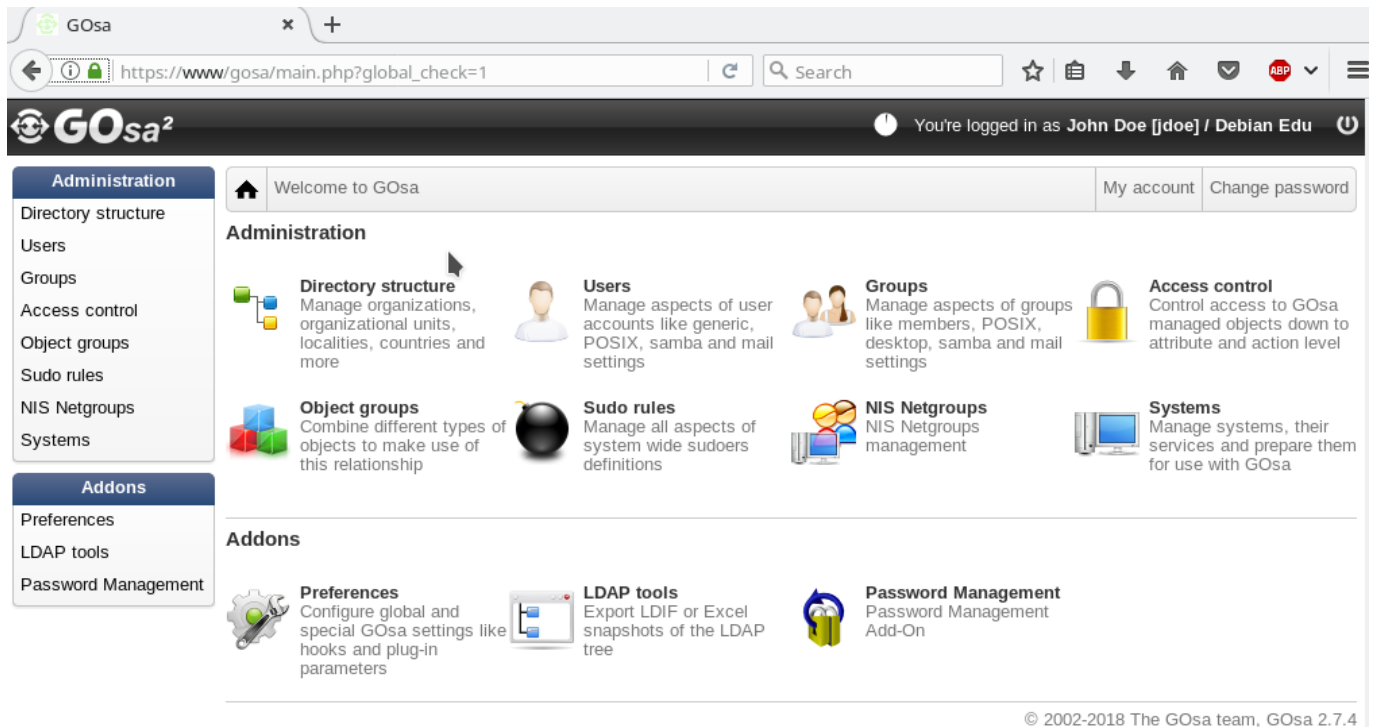 GOsa
https://www/gosa/main.php?global_check=1
Search
ABP
GOsa²
You're logged in as John Doe [jdoe] / Debian Edu
Administration
Directory structure
Users
Groups
Access control
Object groups
Sudo rules
NIS Netgroups
Systems
Addons
Preferences
LDAP tools
Password Management
Welcome to GOsa
My account
Change password
Administration
Directory structure
Manage organizations,
organizational units,
localities, countries and
more
Users
Manage aspects of user
accounts like generic,
POSIX, samba and mail
settings
Groups
Manage aspects of groups
like members, POSIX,
desktop, samba and mail
settings
Access control
Control access to GOsa
managed objects down to
attribute and action level
Object groups
Combine different types of
objects to make use of
this relationship
Sudo rules
Manage all aspects of
system wide sudoers
definitions
NIS Netgroups
NIS Netgroups
management
Systems
Manage systems, their
services and prepare them
for use with GOsa
Addons
Preferences
Configure global and
special GOsa settings like
hooks and plug-in
parameters
LDAP tools
Export LDIF or Excel
snapshots of the LDAP
tree
Password Management
Password Management
Add-On
© 2002-2018 The GOsa team, GOsa 2.7.4